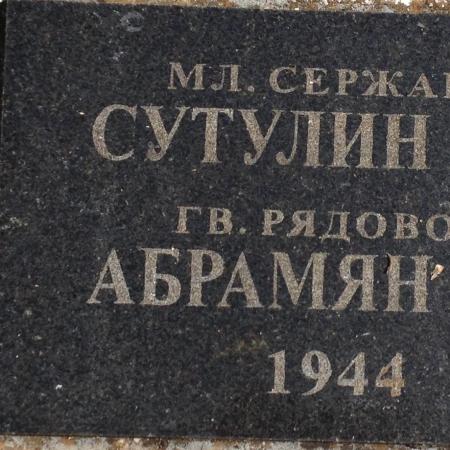 МЛ. СЕРЖА
СУТУЛИН
ГВ. РЯДОВО
АБРАМЯН
1944